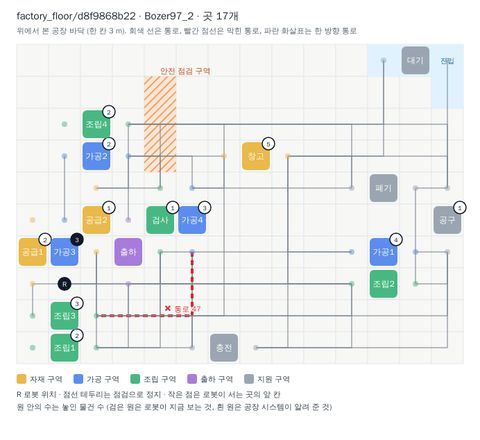 factory_floor/d8f9868b22 · Bozer97_2 · 곳 17개
위에서 본 공장 바닥 (한 칸 3 m). 회색 선은 통로, 빨간 점선은 막힌 통로, 파란 화살표는 한 방향 통로
대기
진입
안전 점검 구역
조립4 2
가공2 2
창고 5
폐기
가공2 1
검사 1
가공4 3
공구 1
공급1 2
가공3 3
출하
가공1 4
R
조립2
조립3 3
✖ 통로_47
조립1 2
충전
자재 구역
가공 구역
조립 구역
출하 구역
지원 구역
R 로봇 위치 · 점선 테두리는 점검으로 정지 · 작은 점은 로봇이 서는 곳의 앞 칸
원 안의 수는 놓인 물건 수 (검은 원은 로봇이 지금 보는 것, 흰 원은 공장 시스템이 알려 준 것)